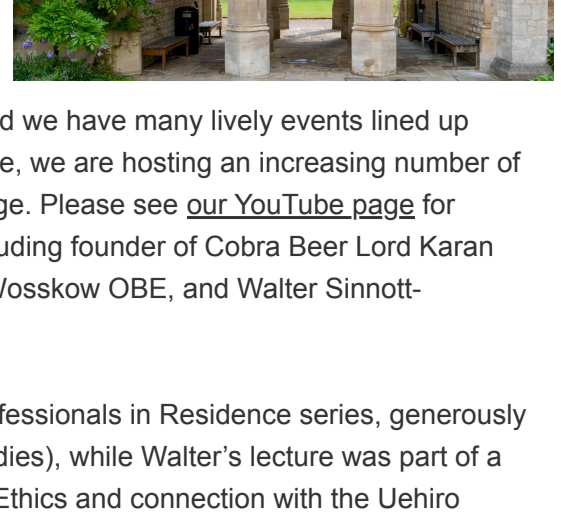 d we have many lively events lined up
e, we are hosting an increasing number of
ge. Please see our YouTube page for
uding founder of Cobra Beer Lord Karan
Wosskow OBE, and Walter Sinnott-
fessionals in Residence series, generously
dies), while Walter’s lecture was part of a
Ethics and connection with the Uehiro